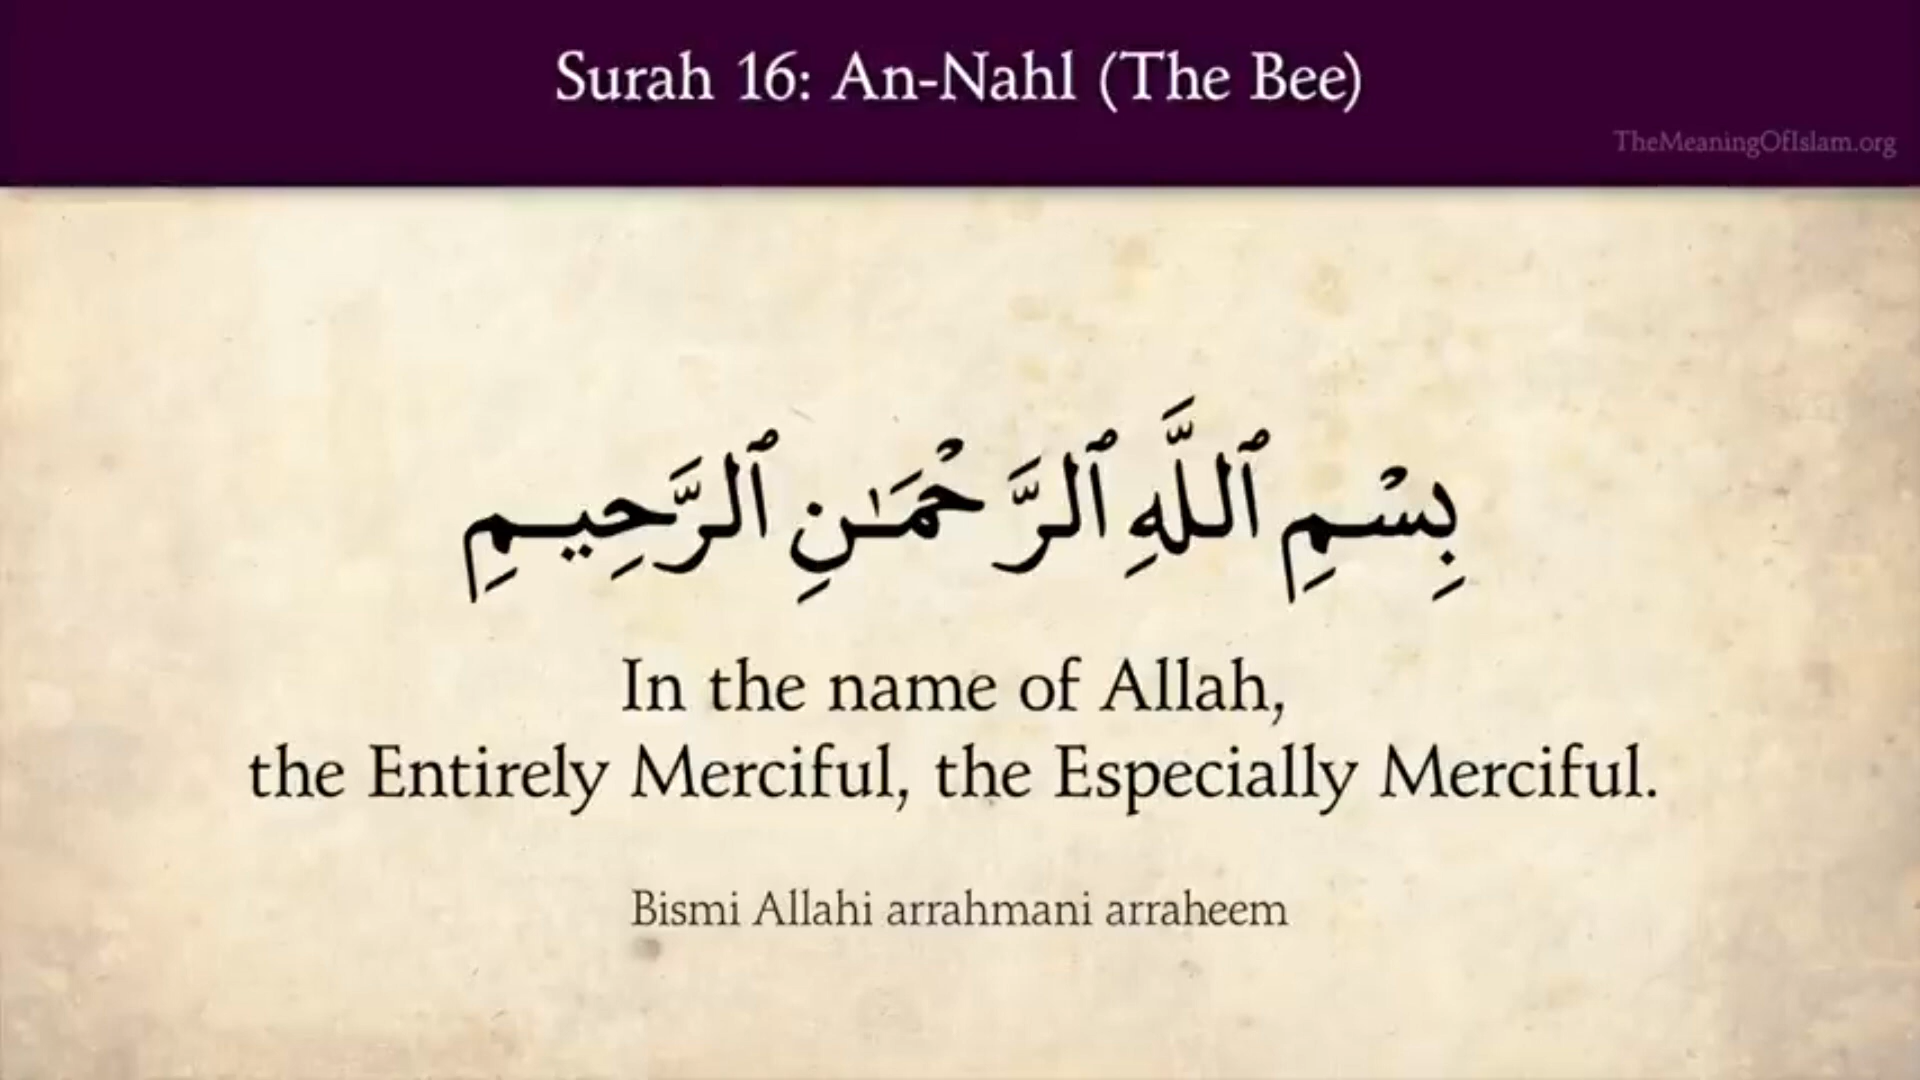 Surah 16: An-Nahl (The Bee)
TheMeaningOfIslam.org
بِسْمِ ٱللَّهِ ٱلرَّحْمَـٰنِ ٱلرَّحِيمِ
In the name of Allah,
the Entirely Merciful, the Especially Merciful.
Bismi Allahi arrahmani arraheem